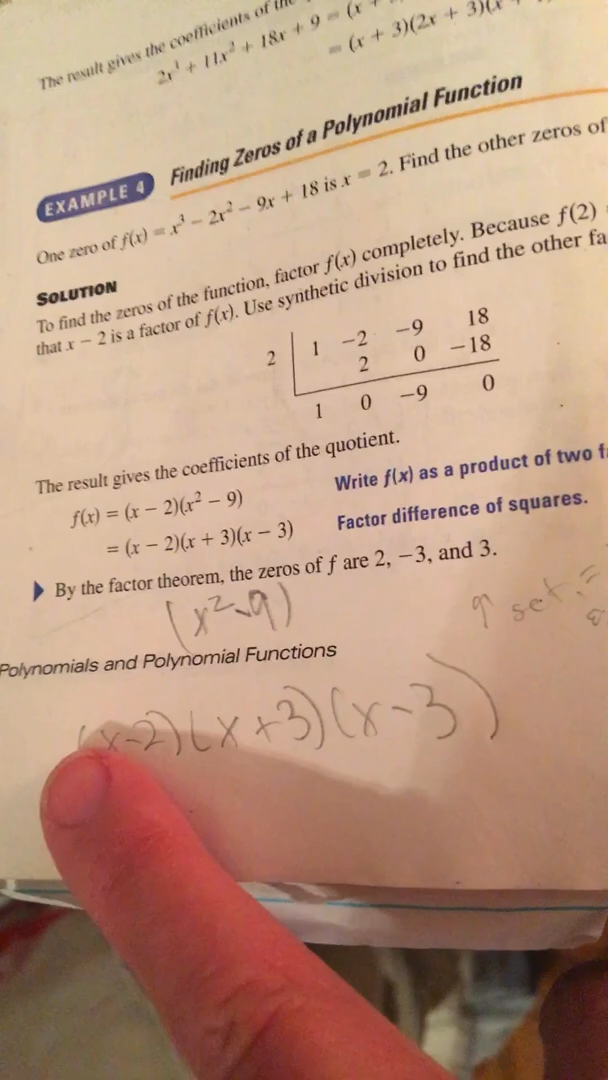 The result gives the coefficients of the
2x³ + 11x² + 18x + 9 = (x +
= (x + 3)(2x + 3)(x +
EXAMPLE 4 Finding Zeros of a Polynomial Function
One zero of f(x) = x³ − 2x² − 9x + 18 is x = 2. Find the other zeros of
SOLUTION
To find the zeros of the function, factor f(x) completely. Because f(2) =
that x − 2 is a factor of f(x). Use synthetic division to find the other fa
2 1 −2 −9 18
2 0 −18
1 0 −9 0
The result gives the coefficients of the quotient.
f(x) = (x − 2)(x² − 9) Write f(x) as a product of two f
= (x − 2)(x + 3)(x − 3) Factor difference of squares.
By the factor theorem, the zeros of f are 2, −3, and 3.
(x²-9) ↑ set =
Polynomials and Polynomial Functions
(x-2)(x+3)(x-3)